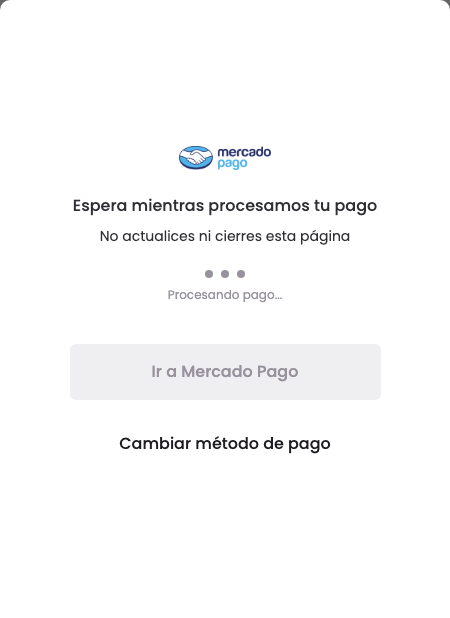 mercado
pago
Espera mientras procesamos tu pago
No actualices ni cierres esta página
Procesando pago...
Ir a Mercado Pago
Cambiar método de pago